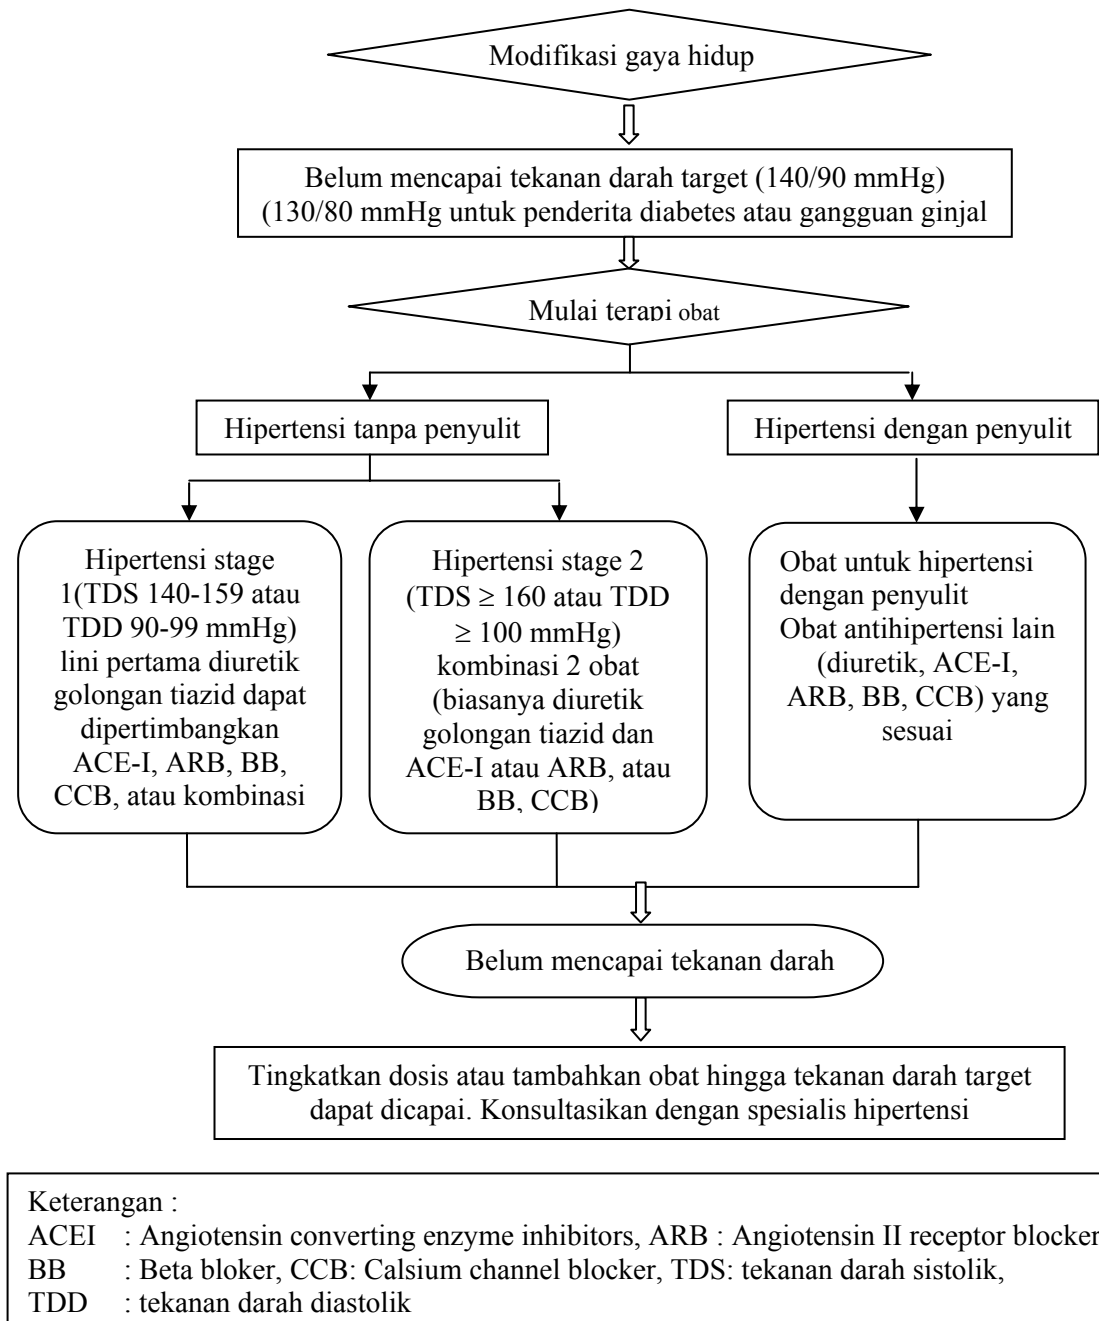 Modifikasi gaya hidup
Belum mencapai tekanan darah target (140/90 mmHg)
(130/80 mmHg untuk penderita diabetes atau gangguan ginjal
Mulai terapi obat
Hipertensi tanpa penyulit
Hipertensi dengan penyulit
Hipertensi stage
1(TDS 140-159 atau
TDD 90-99 mmHg)
lini pertama diuretik
golongan tiazid dapat
dipertimbangkan
ACE-I, ARB, BB,
CCB, atau kombinasi
Hipertensi stage 2
(TDS ≥ 160 atau TDD
≥ 100 mmHg)
kombinasi 2 obat
(biasanya diuretik
golongan tiazid dan
ACE-I atau ARB, atau
BB, CCB)
Obat untuk hipertensi
dengan penyulit
Obat antihipertensi lain
(diuretik, ACE-I,
ARB, BB, CCB) yang
sesuai
Belum mencapai tekanan darah
Tingkatkan dosis atau tambahkan obat hingga tekanan darah target
dapat dicapai. Konsultasikan dengan spesialis hipertensi
Keterangan :
ACEI : Angiotensin converting enzyme inhibitors, ARB : Angiotensin II receptor blocker
BB : Beta bloker, CCB: Calsium channel blocker, TDS: tekanan darah sistolik,
TDD : tekanan darah diastolik